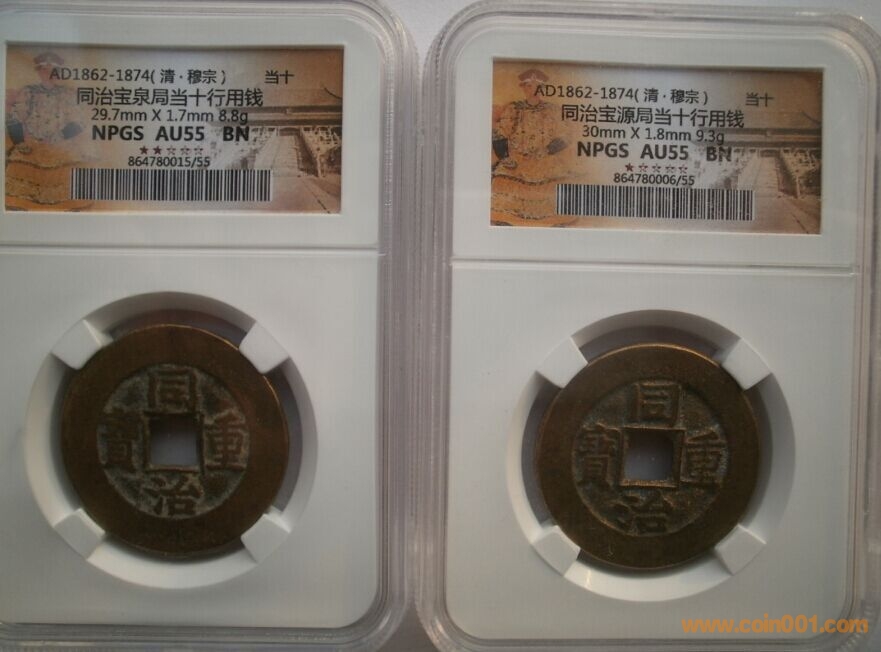 AD1862-1874(清·穆宗) 当十
同治宝泉局当十行用钱
29.7mm X 1.7mm 8.8g
NPGS AU55 BN
★★☆☆☆
864780015/55
同
寶 重
治
AD1862-1874(清·穆宗) 当十
同治宝源局当十行用钱
30mm X 1.8mm 9.3g
NPGS AU55 BN
★☆☆☆☆
864780006/55
同
寶 重
治
www.coin001.com